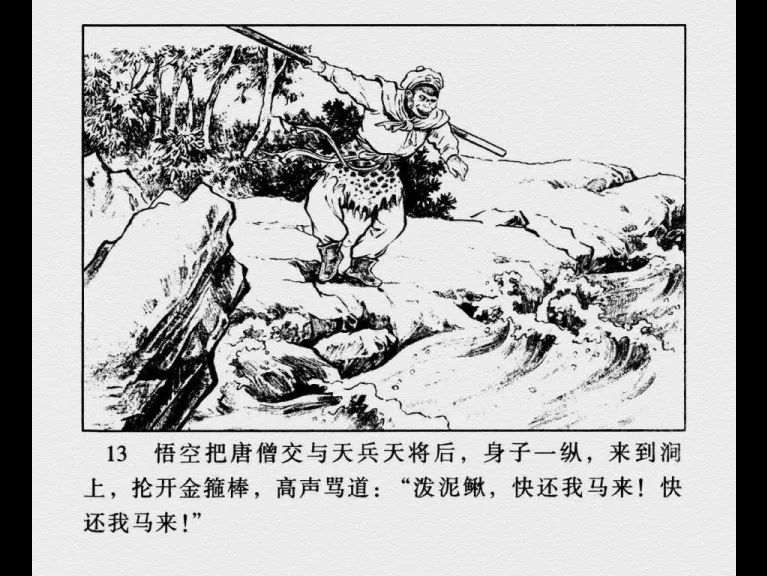 13 悟空把唐僧交与天兵天将后，身子一纵，来到涧
上，抡开金箍棒，高声骂道：“泼泥鳅，快还我马来！快
还我马来！”